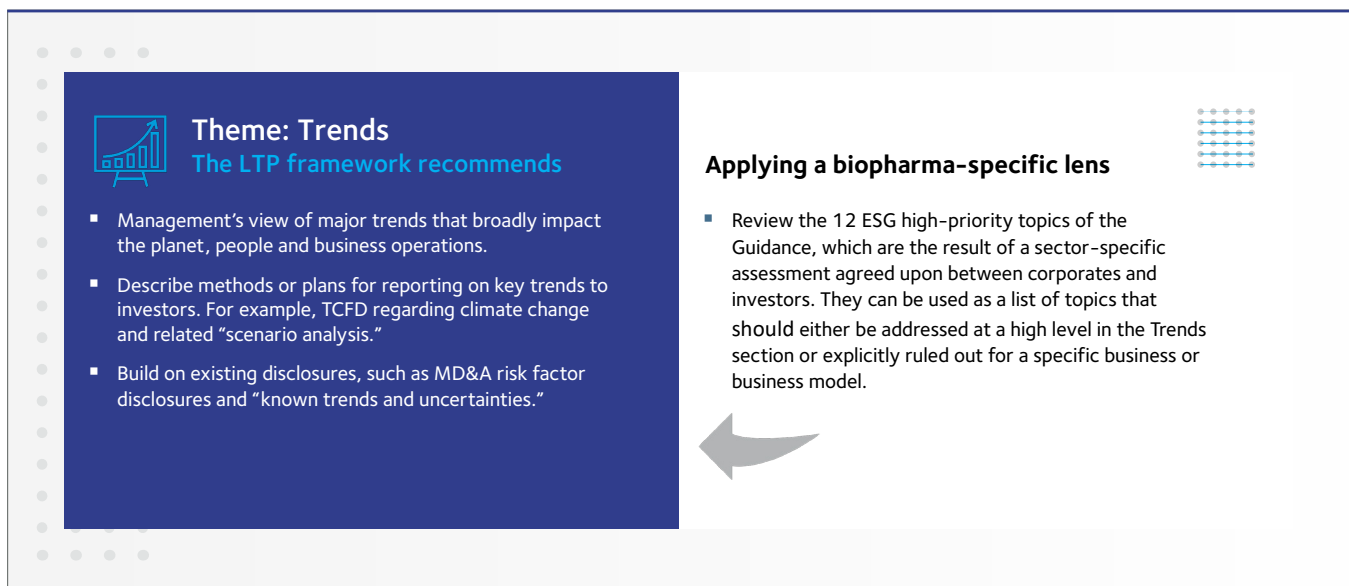 Theme: Trends
The LTP framework recommends
▪ Management’s view of major trends that broadly impact
the planet, people and business operations.
▪ Describe methods or plans for reporting on key trends to
investors. For example, TCFD regarding climate change
and related “scenario analysis.”
▪ Build on existing disclosures, such as MD&A risk factor
disclosures and “known trends and uncertainties.”
Applying a biopharma-specific lens
▪ Review the 12 ESG high-priority topics of the
Guidance, which are the result of a sector-specific
assessment agreed upon between corporates and
investors. They can be used as a list of topics that
should either be addressed at a high level in the Trends
section or explicitly ruled out for a specific business or
business model.